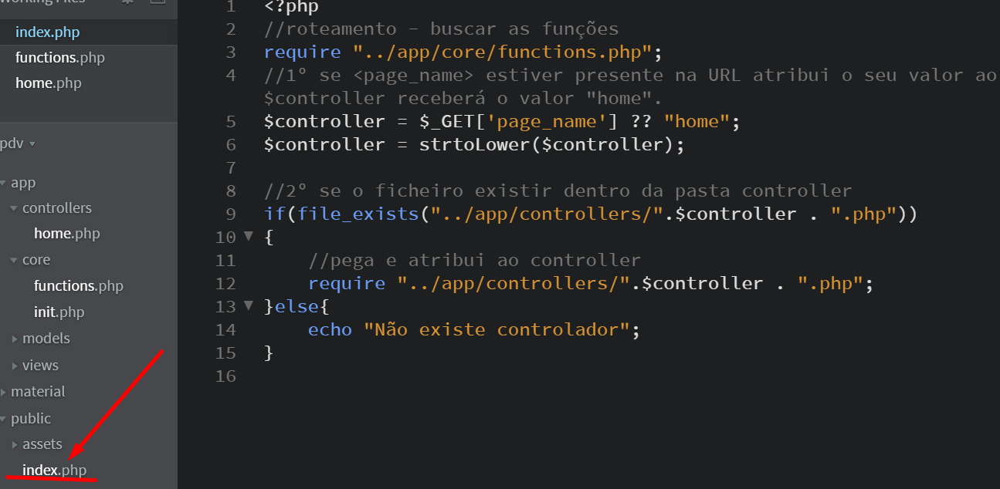 Working Files
index.php
functions.php
home.php
pdv
app
controllers
home.php
core
functions.php
init.php
models
views
material
public
assets
index.php
1 <?php
2 //roteamento - buscar as funções
3 require "../app/core/functions.php";
4 //1º se <page_name> estiver presente na URL atribui o seu valor ao
$controller receberá o valor "home".
5 $controller = $_GET['page_name'] ?? "home";
6 $controller = strtoLower($controller);
7
8 //2º se o ficheiro existir dentro da pasta controller
9 if(file_exists("../app/controllers/".$controller . ".php"))
10 {
11 //pega e atribui ao controller
12 require "../app/controllers/".$controller . ".php";
13 }else{
14 echo "Não existe controlador";
15 }
16